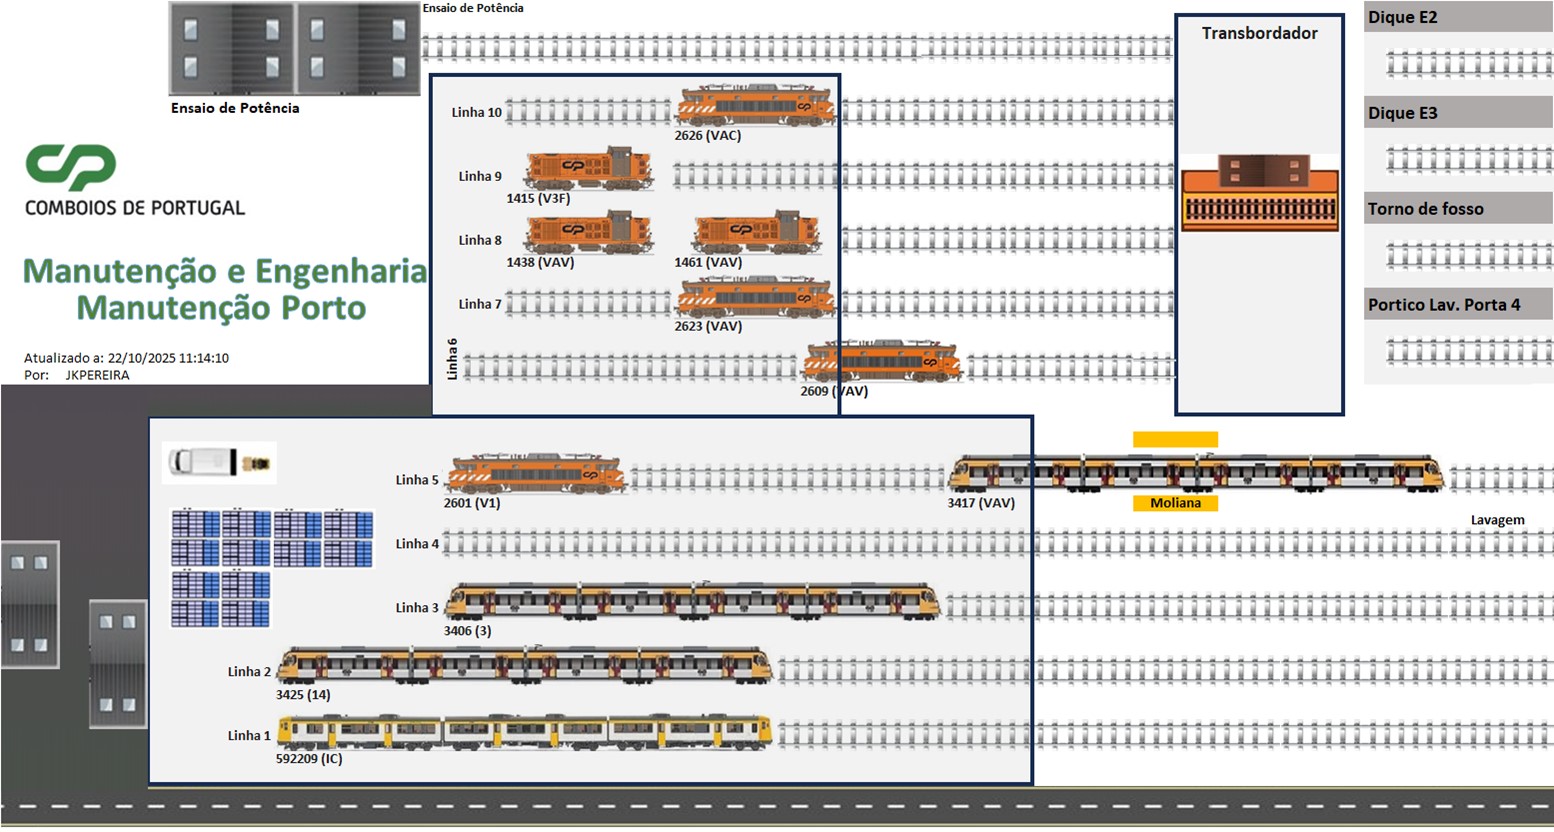 Ensaio de Potência
Transbordador
Dique E2
Ensaio de Potência
Linha 10
2626 (VAC)
Dique E3
Linha 9
1415 (V3F)
CP
COMBOIOS DE PORTUGAL
Torno de fosso
Linha 8
1438 (VAV)
1461 (VAV)
Manutenção e Engenharia
Manutenção Porto
Linha 7
2623 (VAV)
Portico Lav. Porta 4
Atualizado a: 22/10/2025 11:14:10
Por: JKPEREIRA
Linha 6
2609 (VAV)
Linha 5
2601 (V1)
3417 (VAV)
Moliana
Lavagem
Linha 4
Linha 3
3406 (3)
Linha 2
3425 (14)
Linha 1
592209 (IC)